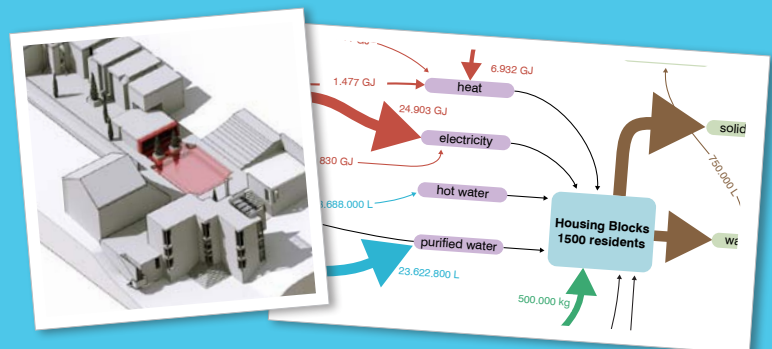 6.932 GJ
1.477 GJ
heat
24.903 GJ
electricity
solid
830 GJ
hot water
.688.000 L
750.000 L
Housing Blocks
1500 residents
purified water
wa
23.622.800 L
500.000 kg